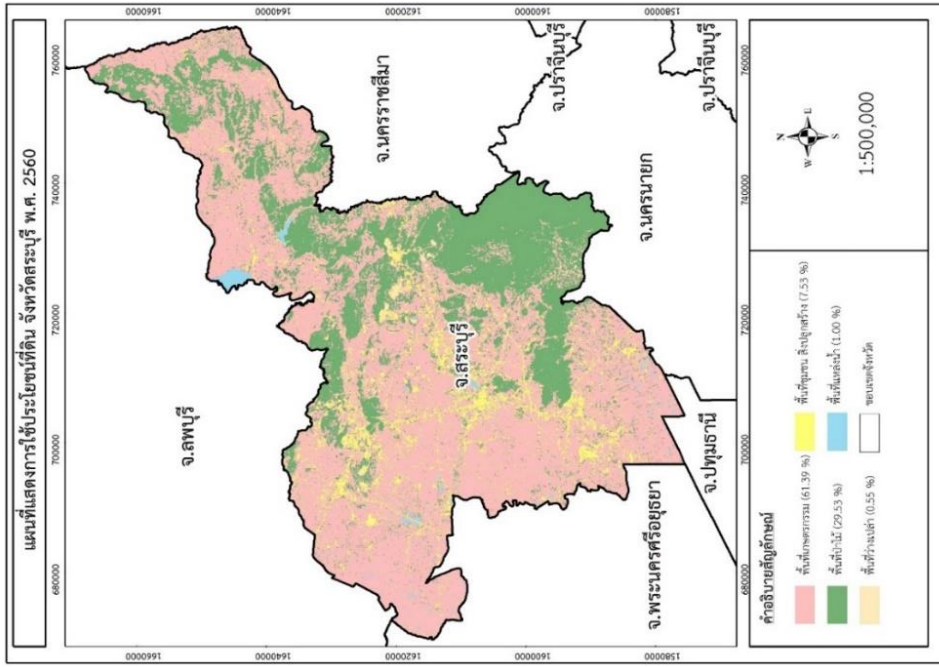 แผนที่แสดงการใช้ประโยชน์ที่ดิน จังหวัดสระบุรี พ.ศ. 2560
680000
700000
720000
740000
760000
1660000
1640000
1620000
1600000
1580000
1660000
1640000
1620000
1600000
1580000
จ.ลพบุรี
จ.นครราชสีมา
จ.สระบุรี
จ.ปราจีนบุรี
จ.พระนครศรีอยุธยา
จ.นครนายก
จ.ปทุมธานี
จ.ปราจีนบุรี
680000
700000
720000
740000
760000
คำอธิบายสัญลักษณ์
พื้นที่เกษตรกรรม (61.39 %)
พื้นที่ชุมชน สิ่งปลูกสร้าง (7.53 %)
พื้นที่ป่าไม้ (29.53 %)
พื้นที่แหล่งน้ำ (1.00 %)
พื้นที่ว่างเปล่า (0.55 %)
ขอบเขตจังหวัด
N
W
E
S
1:500,000